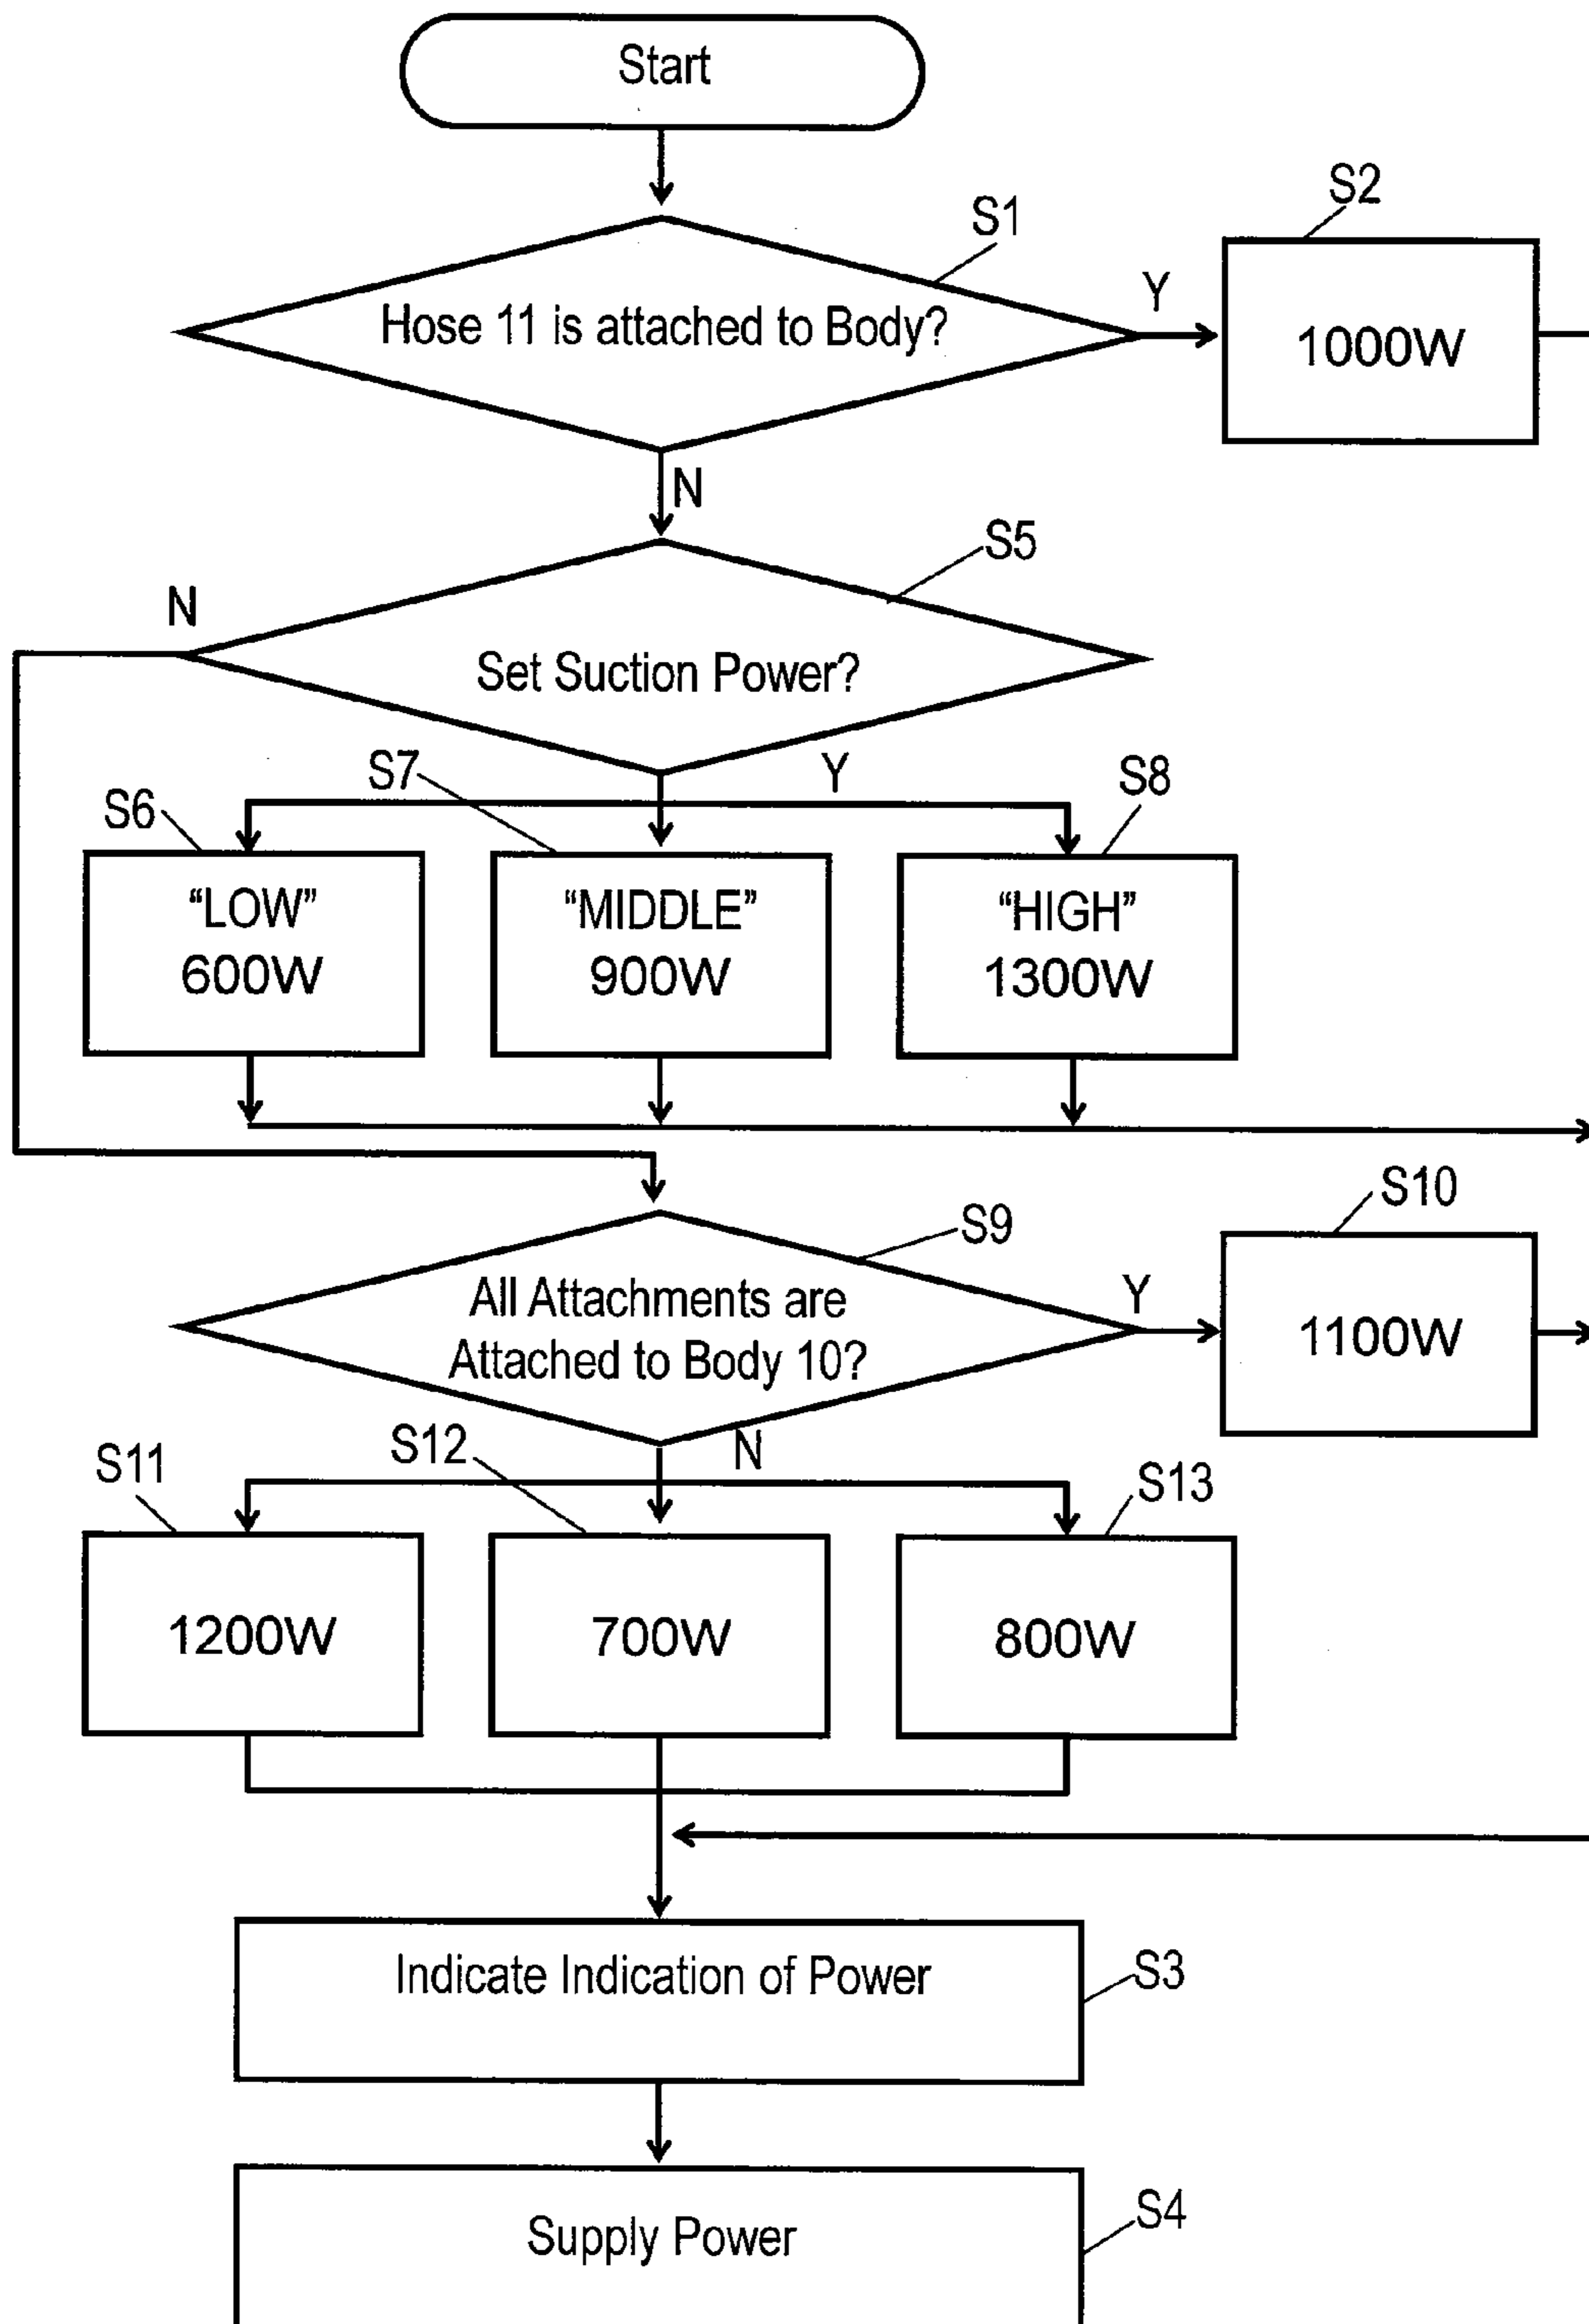 Start
S1
S2
Hose 11 is attached to Body?
Y
1000W
N
S5
N
Set Suction Power?
S7
Y
S8
S6
“LOW”
600W
“MIDDLE”
900W
“HIGH”
1300W
S10
S9
All Attachments are
Attached to Body 10?
Y
1100W
S11
S12
N
S13
1200W
700W
800W
Indicate Indication of Power
S3
Supply Power
S4